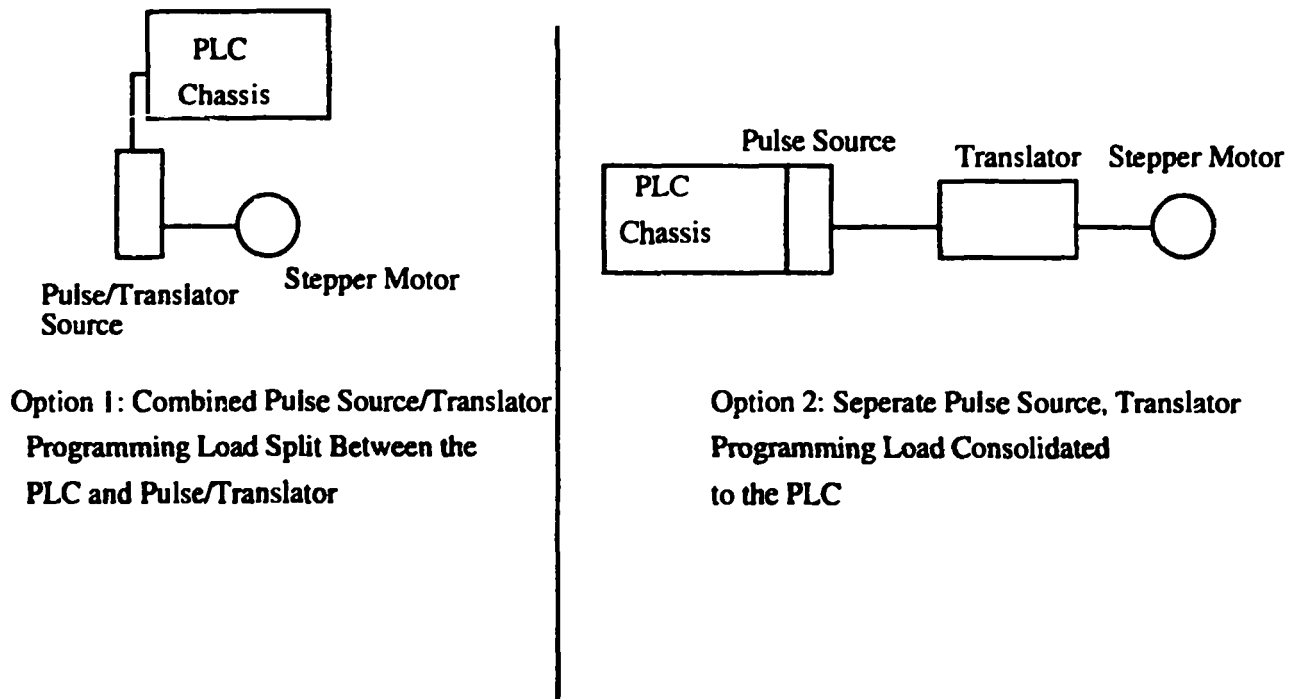 PLC
Chassis
Pulse/Translator
Source
Stepper Motor
Option 1: Combined Pulse Source/Translator
Programming Load Split Between the
PLC and Pulse/Translator
Pulse Source
Translator
Stepper Motor
PLC
Chassis
Option 2: Seperate Pulse Source, Translator
Programming Load Consolidated
to the PLC